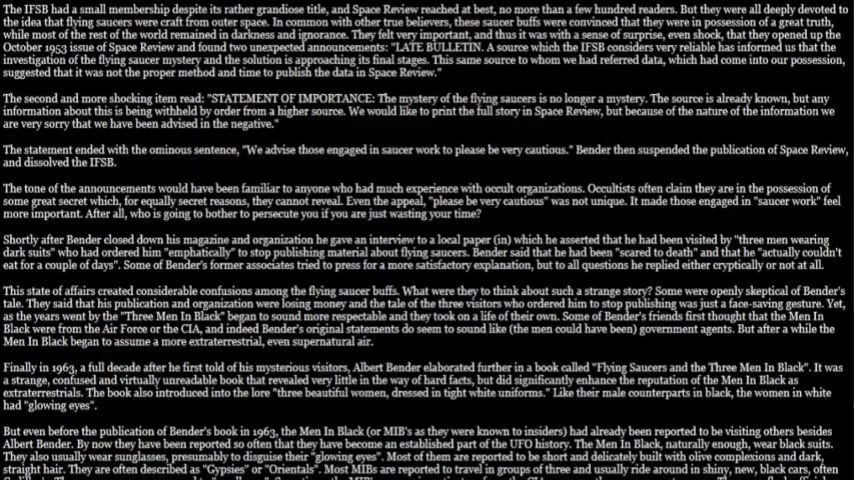 The IFSB had a small membership despite its rather grandiose title, and Space Review reached at best, no more than a few hundred readers. But they were all deeply devoted to
the idea that flying saucers were craft from outer space. In common with other true believers, these saucer buffs were convinced that they were in possession of a great truth,
while most of the rest of the world remained in darkness and ignorance. They felt very important, and thus it was with a sense of surprise, even shock, that they opened up the
October 1953 issue of Space Review and found two unexpected announcements: "LATE BULLETIN. A source which the IFSB considers very reliable has informed us that the
investigation of the flying saucer mystery and the solution is approaching its final stages. This same source to whom we had referred data, which had come into our possession,
suggested that it was not the proper method and time to publish the data in Space Review."
The second and more shocking item read: "STATEMENT OF IMPORTANCE: The mystery of the flying saucers is no longer a mystery. The source is already known, but any
information about this is being withheld by order from a higher source. We would like to print the full story in Space Review, but because of the nature of the information we
are very sorry that we have been advised in the negative."
The statement ended with the ominous sentence, "We advise those engaged in saucer work to please be very cautious." Bender then suspended the publication of Space Review,
and dissolved the IFSB.
The tone of the announcements would have been familiar to anyone who had much experience with occult organizations. Occultists often claim they are in the possession of
some great secret which, for equally secret reasons, they cannot reveal. Even the appeal, "please be very cautious" was not unique. It made those engaged in "saucer work" feel
more important. After all, who is going to bother to persecute you if you are just wasting your time?
Shortly after Bender closed down his magazine and organization he gave an interview to a local paper (in) which he asserted that he had been visited by "three men wearing
dark suits" who had ordered him "emphatically" to stop publishing material about flying saucers. Bender said that he had been "scared to death" and that he "actually couldn't
eat for a couple of days". Some of Bender's former associates tried to press for a more satisfactory explanation, but to all questions he replied either cryptically or not at all.
This state of affairs created considerable confusions among the flying saucer buffs. What were they to think about such a strange story? Some were openly skeptical of Bender's
tale. They said that his publication and organization were losing money and the tale of the three visitors who ordered him to stop publishing was just a face-saving gesture. Yet,
as the years went by the "Three Men In Black" began to sound more respectable and they took on a life of their own. Some of Bender's friends first thought that the Men In
Black were from the Air Force or the CIA, and indeed Bender's original statements do seem to sound like (the men could have been) government agents. But after a while the
Men In Black began to assume a more extraterrestrial, even supernatural air.
Finally in 1963, a full decade after he first told of his mysterious visitors, Albert Bender elaborated further in a book called "Flying Saucers and the Three Men In Black". It was
a strange, confused and virtually unreadable book that revealed very little in the way of hard facts, but did significantly enhance the reputation of the Men In Black as
extraterrestrials. The book also introduced into the lore "three beautiful women, dressed in tight white uniforms." Like their male counterparts in black, the women in white
had "glowing eyes".
But even before the publication of Bender's book in 1963, the Men In Black (or MIB's as they were known to insiders) had already been reported to be visiting others besides
Albert Bender. By now they have been reported so often that they have become an established part of the UFO history. The Men In Black, naturally enough, wear black suits.
They also usually wear sunglasses, presumably to disguise their "glowing eyes". Most of them are reported to be short and delicately built with olive complexions and dark,
straight hair. They are often described as "Gypsies" or "Orientals". Most MIBs are reported to travel in groups of three and usually ride around in shiny, new, black cars, often